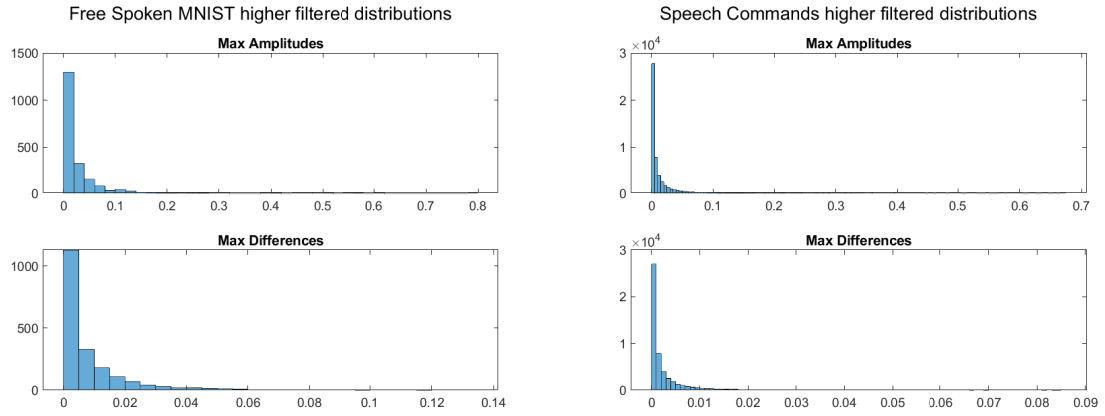 Free Spoken MNIST higher filtered distributions
Max Amplitudes
1500
1000
500
0
0 0.1 0.2 0.3 0.4 0.5 0.6 0.7 0.8
Max Differences
1000
500
0
0 0.02 0.04 0.06 0.08 0.1 0.12 0.14
Speech Commands higher filtered distributions
Max Amplitudes
×10⁴
3
2
1
0
0 0.1 0.2 0.3 0.4 0.5 0.6 0.7
Max Differences
×10⁴
3
2
1
0
0 0.01 0.02 0.03 0.04 0.05 0.06 0.07 0.08 0.09